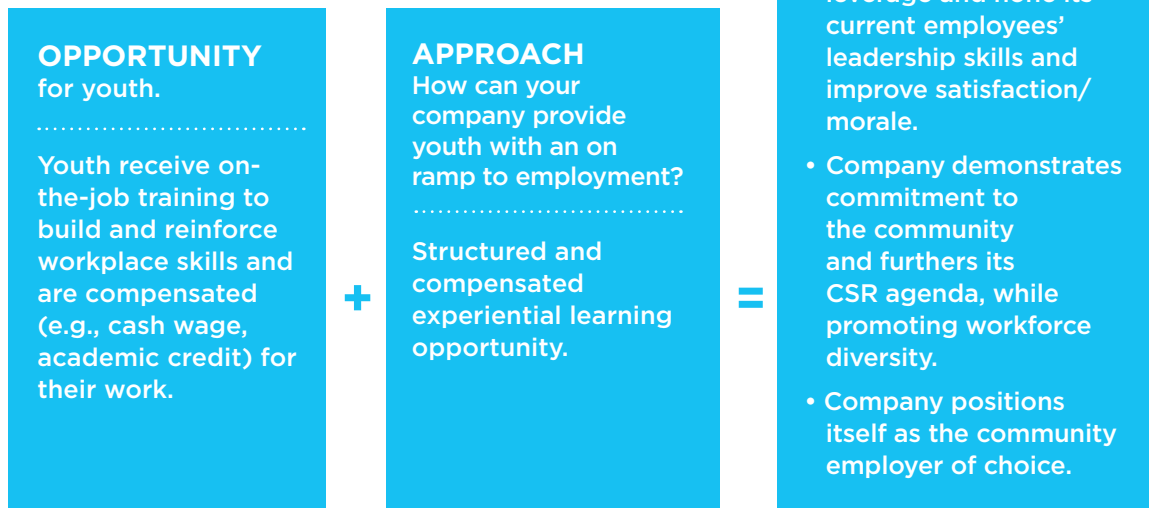 OPPORTUNITY
for youth.
Youth receive on-
the-job training to
build and reinforce
workplace skills and
are compensated
(e.g., cash wage,
academic credit) for
their work.
+
APPROACH
How can your
company provide
youth with an on
ramp to employment?
Structured and
compensated
experiential learning
opportunity.
=
leverage and hone its
current employees’
leadership skills and
improve satisfaction/
morale.
• Company demonstrates
commitment to
the community
and furthers its
CSR agenda, while
promoting workforce
diversity.
• Company positions
itself as the community
employer of choice.